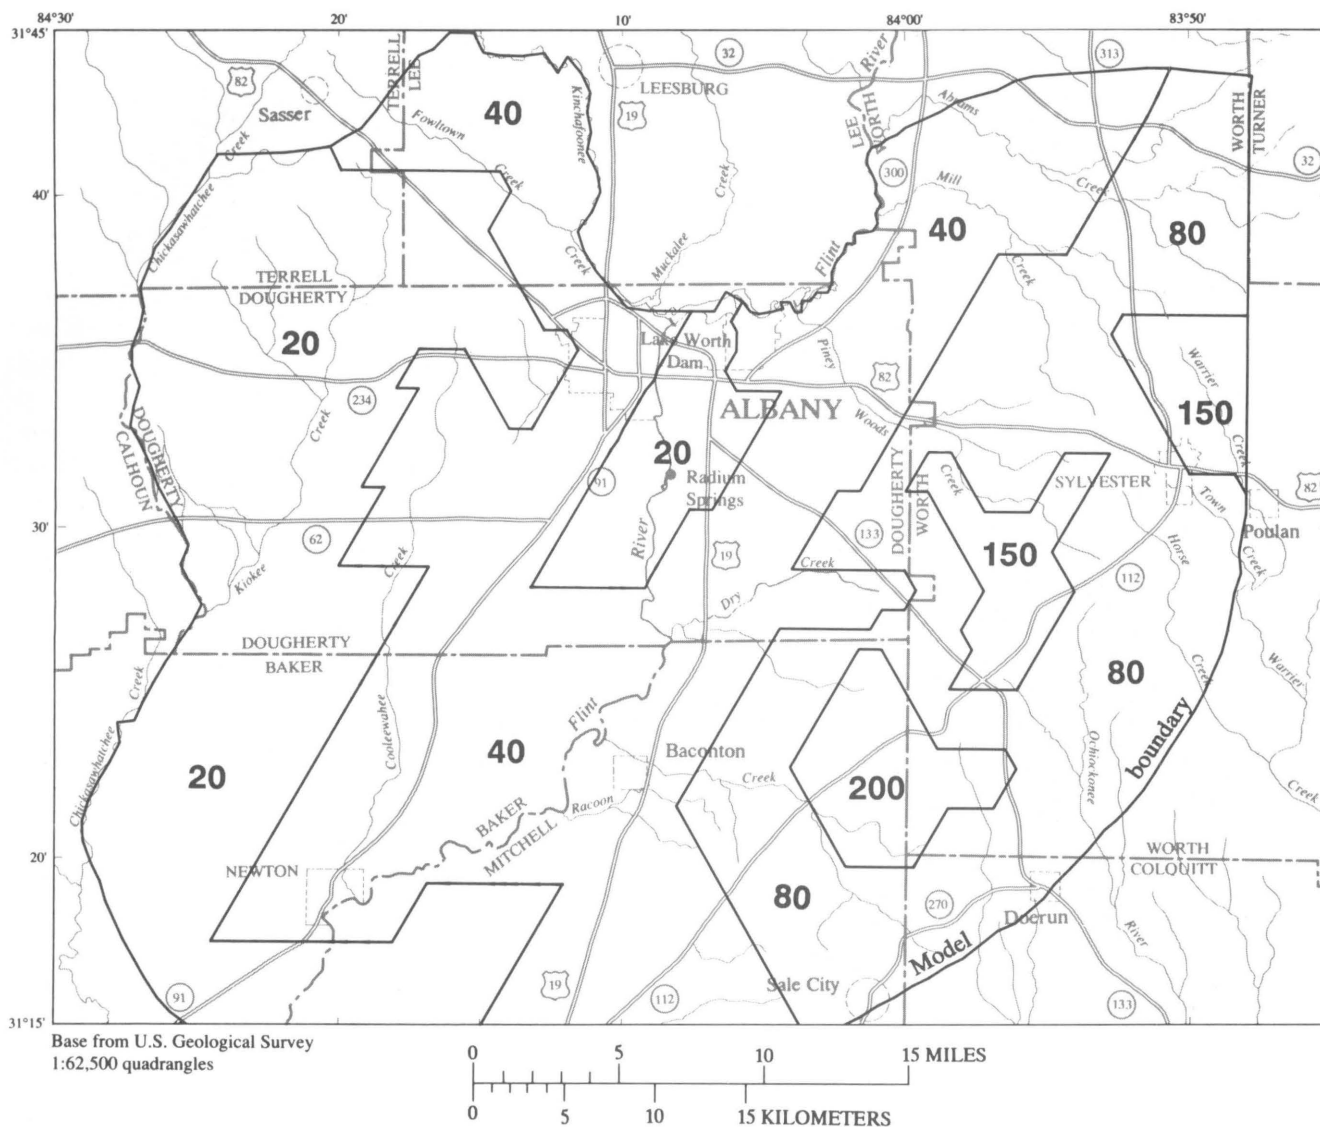 84°30' 20' 10' 84°00' 83°50'
31°45'
82
Sasser
TERRELL
LEE
40
Fowltown
Creek
Kinchafoonee
Creek
32
LEESBURG
19
River
LEE
WORTH
Abrams
Creek
313
WORTH
TURNER
32
300
Mill
Creek
40'
Chickasawhatchee
Creek
Muckalee
Creek
Flint
40
80
TERRELL
DOUGHERTY
20
234
Creek
Lake Worth
Dam
Piney
Woods
82
ALBANY
Warrier
Creek
150
DOUGHERTY
CALHOUN
20
Radium
Springs
91
River
DOUGHERTY
WORTH
Creek
SYLVESTER
Town
Creek
82
Poulan
30'
62
Kiokee
Creek
19
133
Creek
Dry
150
112
Horse
Creek
DOUGHERTY
BAKER
Creek
Chickasawhatchee
Cooleewahee
20
40
Flint
Baconton
Creek
Racoon
200
80
Warrier
Creek
Ochlockonee
River
boundary
BAKER
MITCHELL
20'
NEWTON
80
WORTH
COLQUITT
270
Doerun
Model
Sale City
91
19
112
133
31°15'
Base from U.S. Geological Survey
1:62,500 quadrangles
0 5 10 15 MILES
0 5 10 15 KILOMETERS